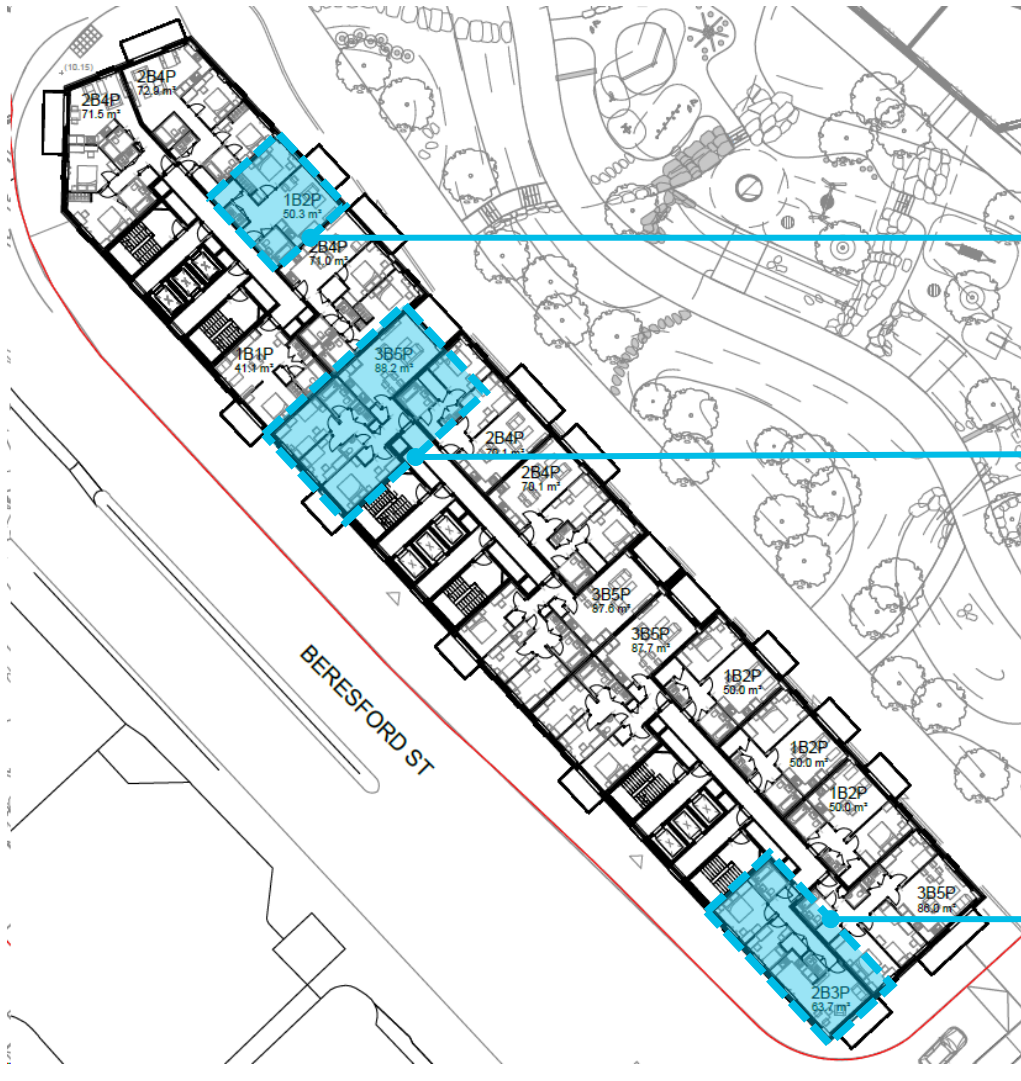 (10.15)
2B4P
72.9 m²
2B4P
71.5 m²
1B2P
50.3 m²
2B4P
71.0 m²
1B1P
41.1 m²
3B5P
88.2 m²
2B4P
2B4P
70.1 m²
3B5P
87.6 m²
3B5P
87.7 m²
1B2P
50.0 m²
1B2P
50.0 m²
1B2P
50.0 m²
3B5P
86.0 m²
2B3P
63.7 m²
BERESFORD ST